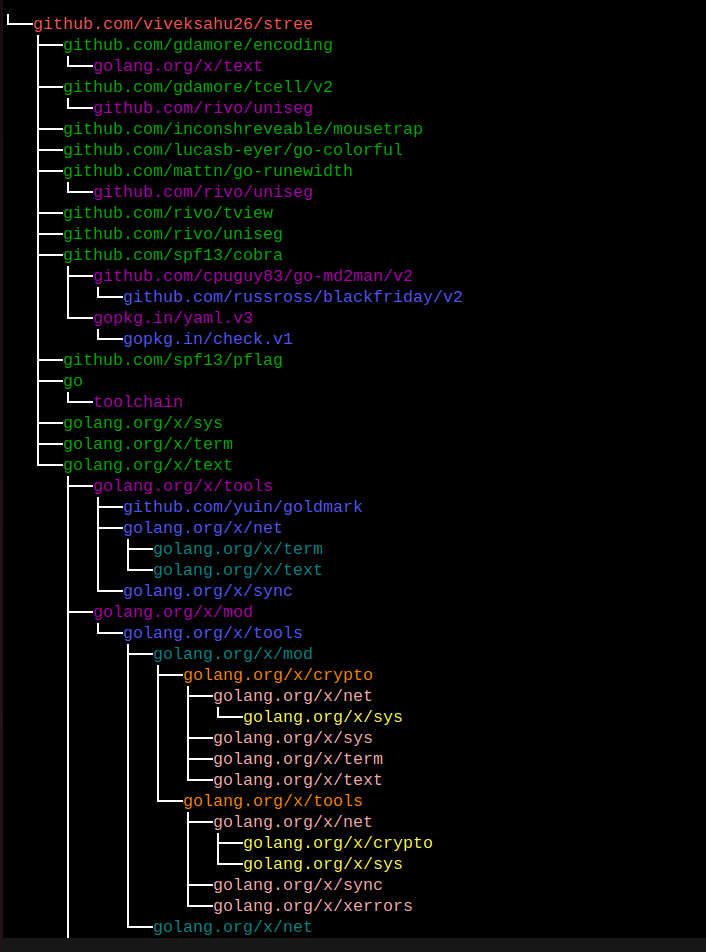 github.com/viveksahu26/stree
github.com/gdamore/encoding
golang.org/x/text
github.com/gdamore/tcell/v2
github.com/rivo/uniseg
github.com/inconshreveable/mousetrap
github.com/lucasb-eyer/go-colorful
github.com/mattn/go-runewidth
github.com/rivo/uniseg
github.com/rivo/tview
github.com/rivo/uniseg
github.com/spf13/cobra
github.com/cpuguy83/go-md2man/v2
github.com/russross/blackfriday/v2
gopkg.in/yaml.v3
gopkg.in/check.v1
github.com/spf13/pflag
go
toolchain
golang.org/x/sys
golang.org/x/term
golang.org/x/text
golang.org/x/tools
github.com/yuin/goldmark
golang.org/x/net
golang.org/x/term
golang.org/x/text
golang.org/x/sync
golang.org/x/mod
golang.org/x/tools
golang.org/x/mod
golang.org/x/crypto
golang.org/x/net
golang.org/x/sys
golang.org/x/sys
golang.org/x/term
golang.org/x/text
golang.org/x/tools
golang.org/x/net
golang.org/x/crypto
golang.org/x/sys
golang.org/x/sync
golang.org/x/xerrors
golang.org/x/net